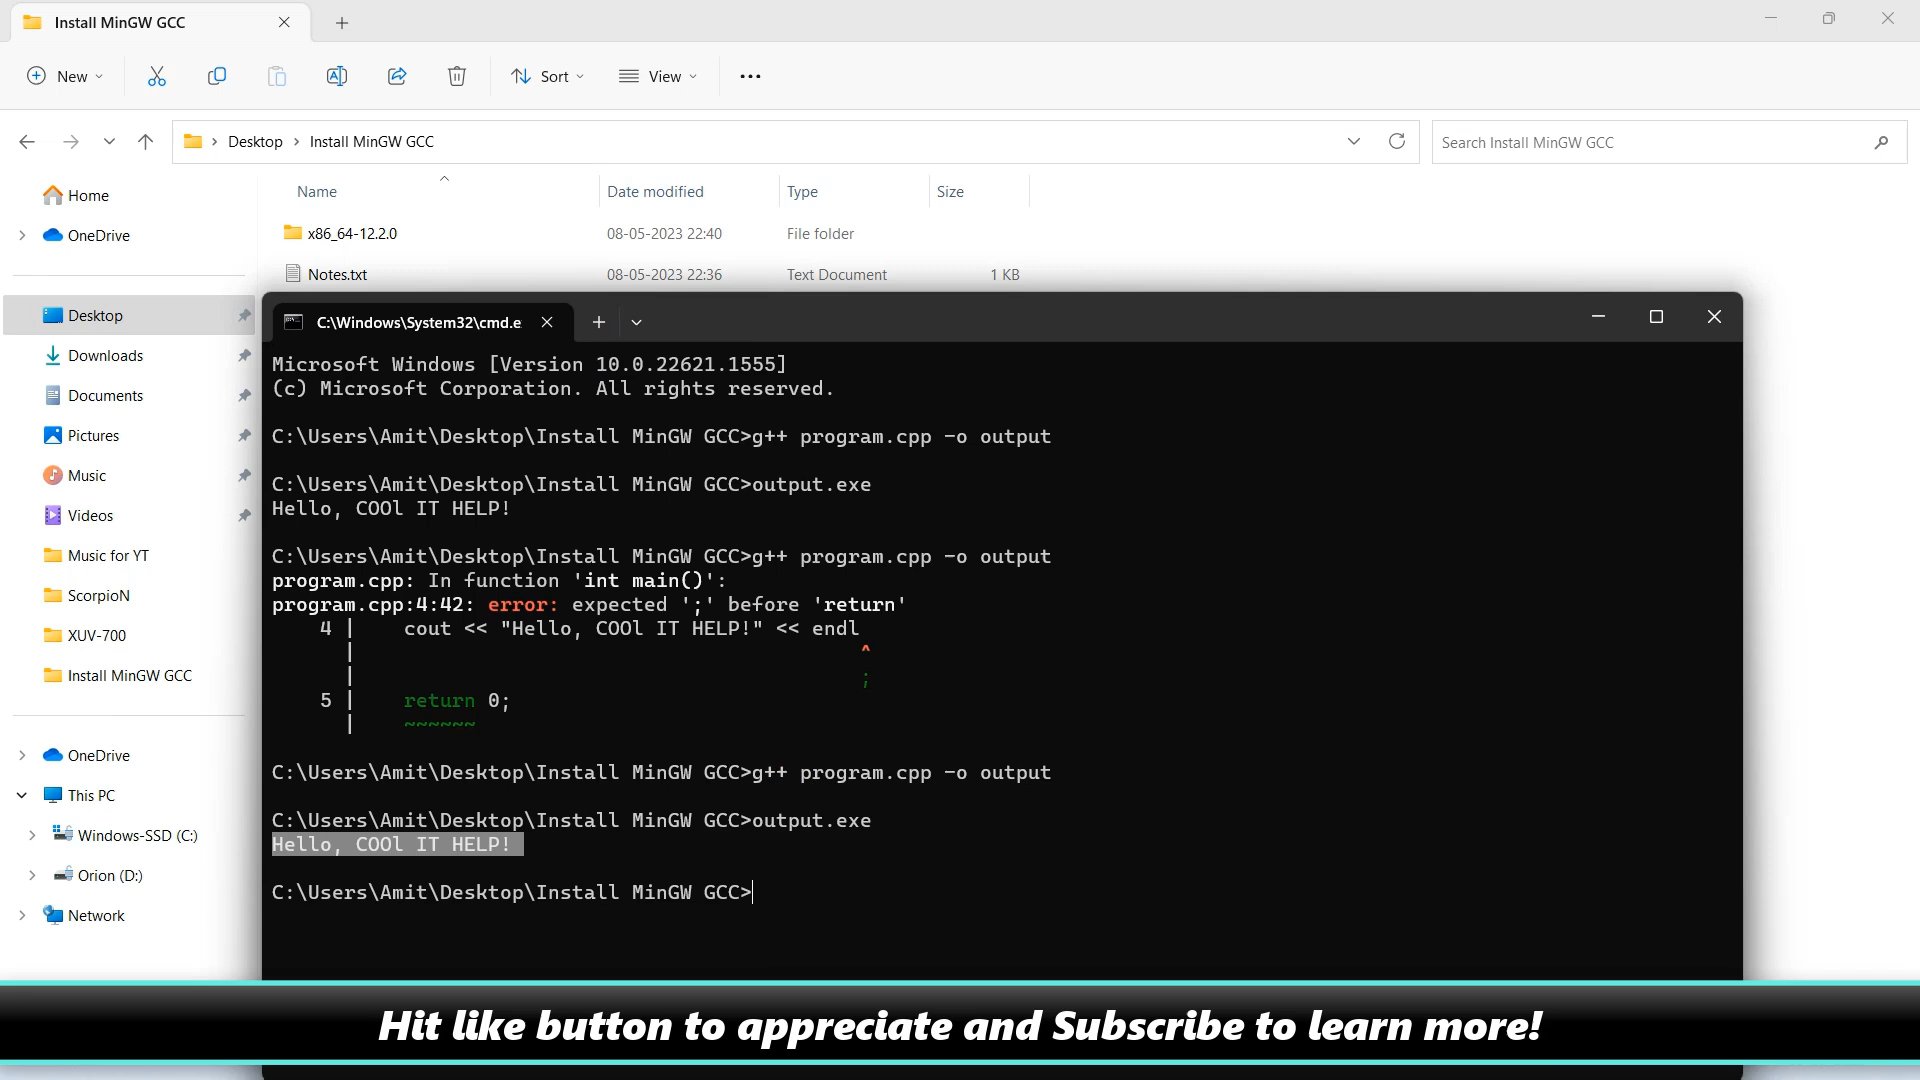 Install MinGW GCC
New
Sort
View
Desktop
Install MinGW GCC
Search Install MinGW GCC
Name
Date modified
Type
Size
x86_64-12.2.0
08-05-2023 22:40
File folder
Notes.txt
08-05-2023 22:36
Text Document
1 KB
Home
OneDrive
Desktop
Downloads
Documents
Pictures
Music
Videos
Music for YT
ScorpioN
XUV-700
Install MinGW GCC
OneDrive
This PC
Windows-SSD (C:)
Orion (D:)
Network
C:\Windows\System32\cmd.e
Microsoft Windows [Version 10.0.22621.1555]
(c) Microsoft Corporation. All rights reserved.
C:\Users\Amit\Desktop\Install MinGW GCC>g++ program.cpp -o output
C:\Users\Amit\Desktop\Install MinGW GCC>output.exe
Hello, COOl IT HELP!
C:\Users\Amit\Desktop\Install MinGW GCC>g++ program.cpp -o output
program.cpp: In function 'int main()':
program.cpp:4:42: error: expected ';' before 'return'
4 |    cout << "Hello, COOl IT HELP!" << endl
|                                          ^
|                                          ;
5 |    return 0;
|    ~~~~~~
C:\Users\Amit\Desktop\Install MinGW GCC>g++ program.cpp -o output
C:\Users\Amit\Desktop\Install MinGW GCC>output.exe
Hello, COOl IT HELP!
C:\Users\Amit\Desktop\Install MinGW GCC>
Hit like button to appreciate and Subscribe to learn more!